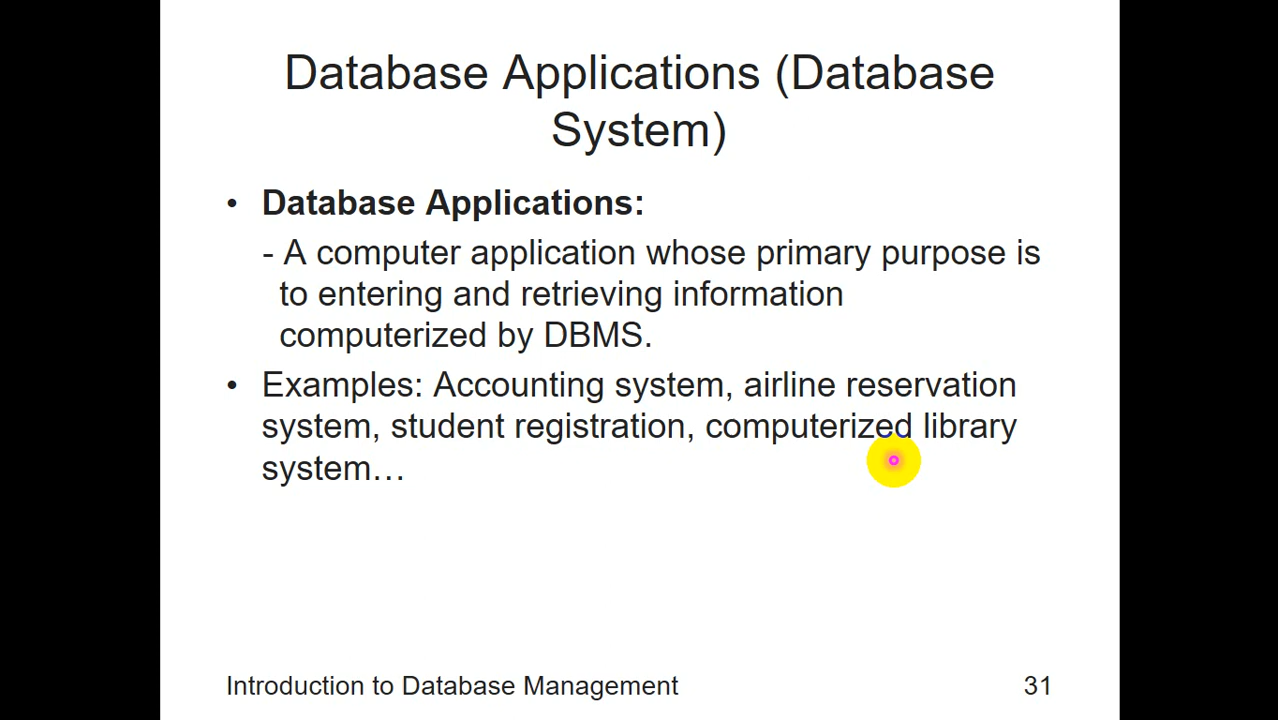 Database Applications (Database
System)
• Database Applications:
- A computer application whose primary purpose is
to entering and retrieving information
computerized by DBMS.
• Examples: Accounting system, airline reservation
system, student registration, computerized library
system…
Introduction to Database Management
31